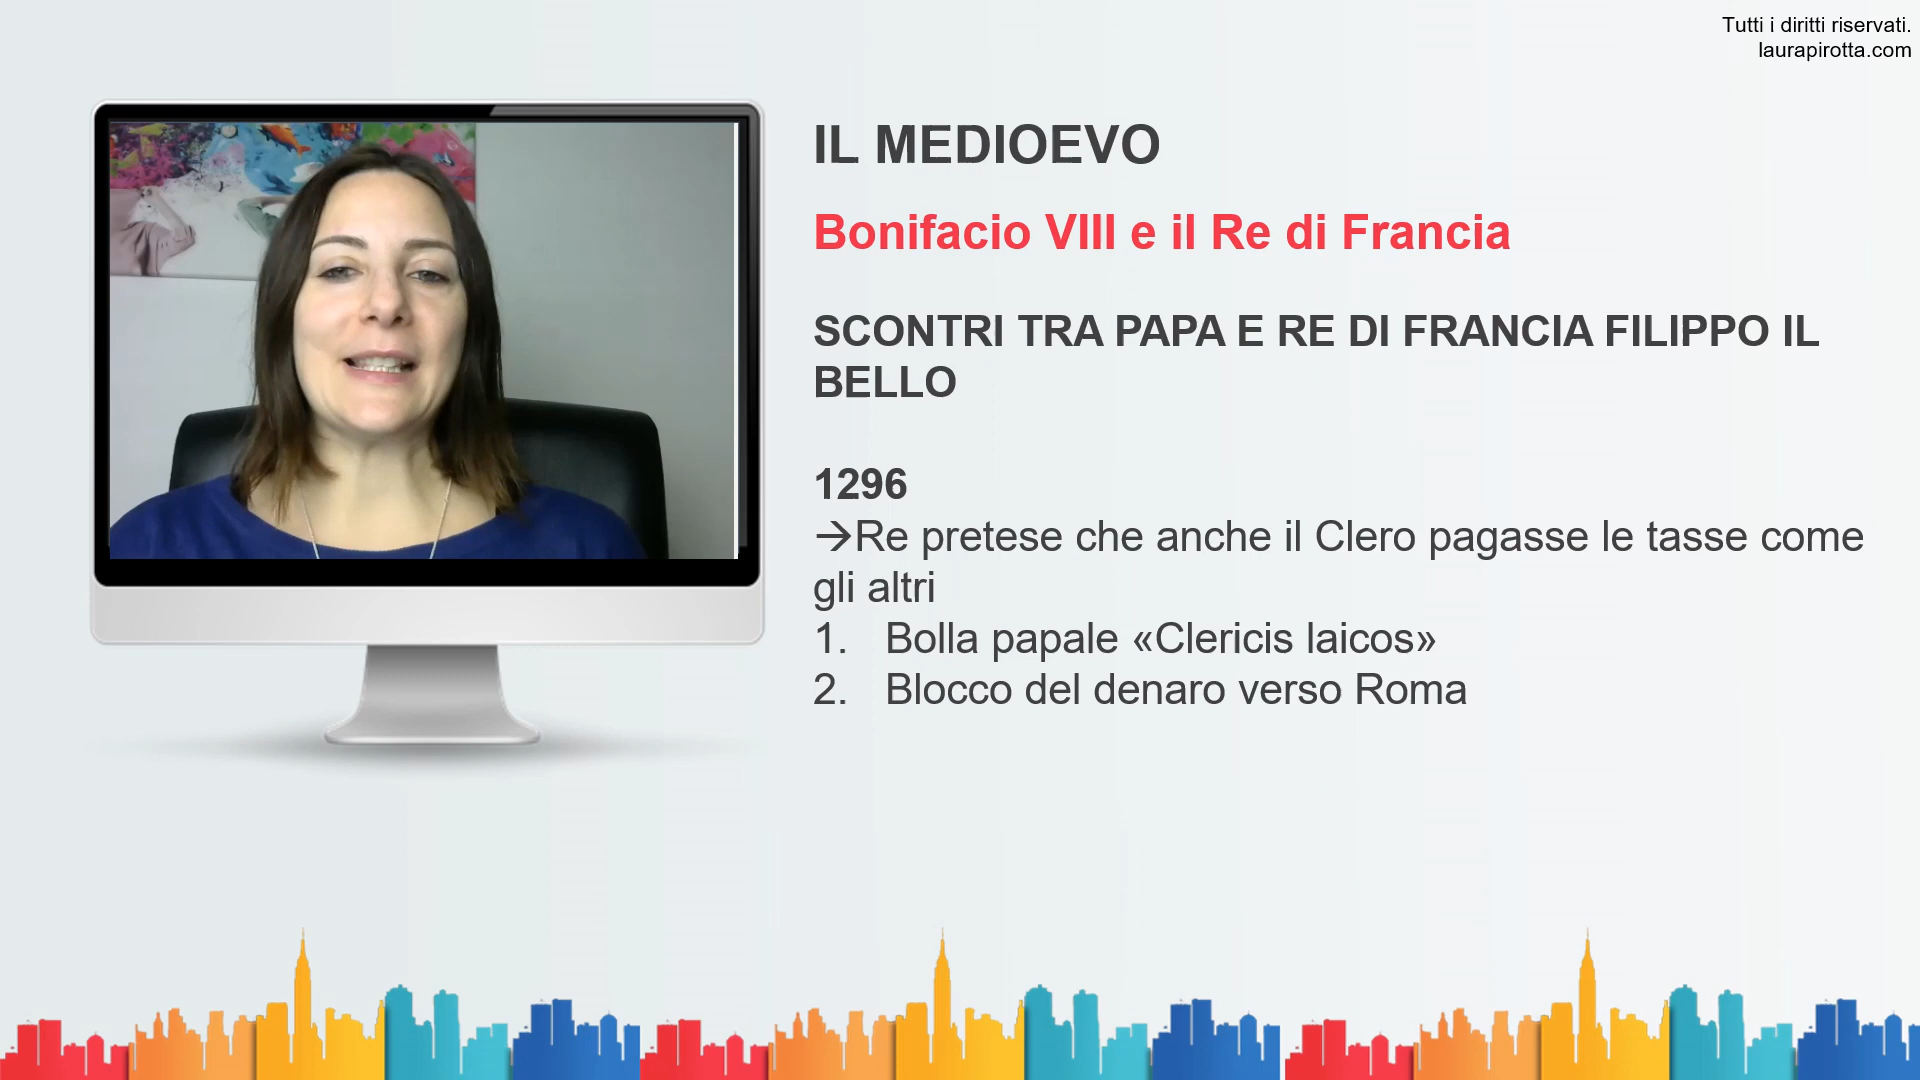 Tutti i diritti riservati.
laurapirotta.com
IL MEDIOEVO
Bonifacio VIII e il Re di Francia
SCONTRI TRA PAPA E RE DI FRANCIA FILIPPO IL
BELLO
1296
→Re pretese che anche il Clero pagasse le tasse come
gli altri
1. Bolla papale «Clericis laicos»
2. Blocco del denaro verso Roma